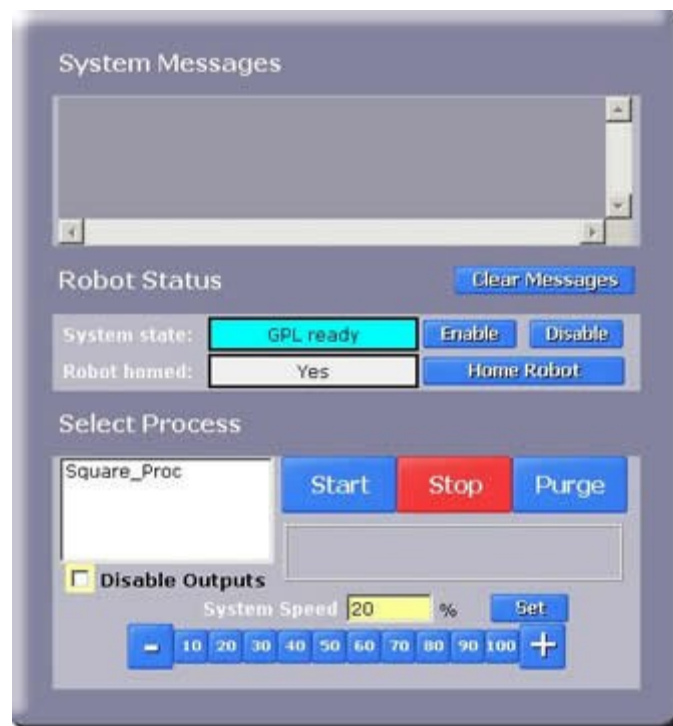 System Messages
Robot Status
Clear Messages
System state: GPL ready Enable Disable
Robot homed: Yes Home Robot
Select Process
Square_Proc
Start Stop Purge
Disable Outputs
System Speed 20 % Set
- 10 20 30 40 50 60 70 80 90 100 +